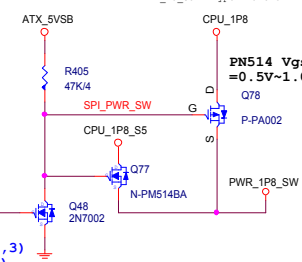 ATX_5VSB
CPU_1P8
PN514 Vgs
=0.5V~1.0
R405
47K/4
SPI_PWR_SW
D
Q78
G
P-PA002
S
CPU_1P8_S5
Q77
N-PM514BA
PWR_1P8_SW
Q48
2N7002
,3)